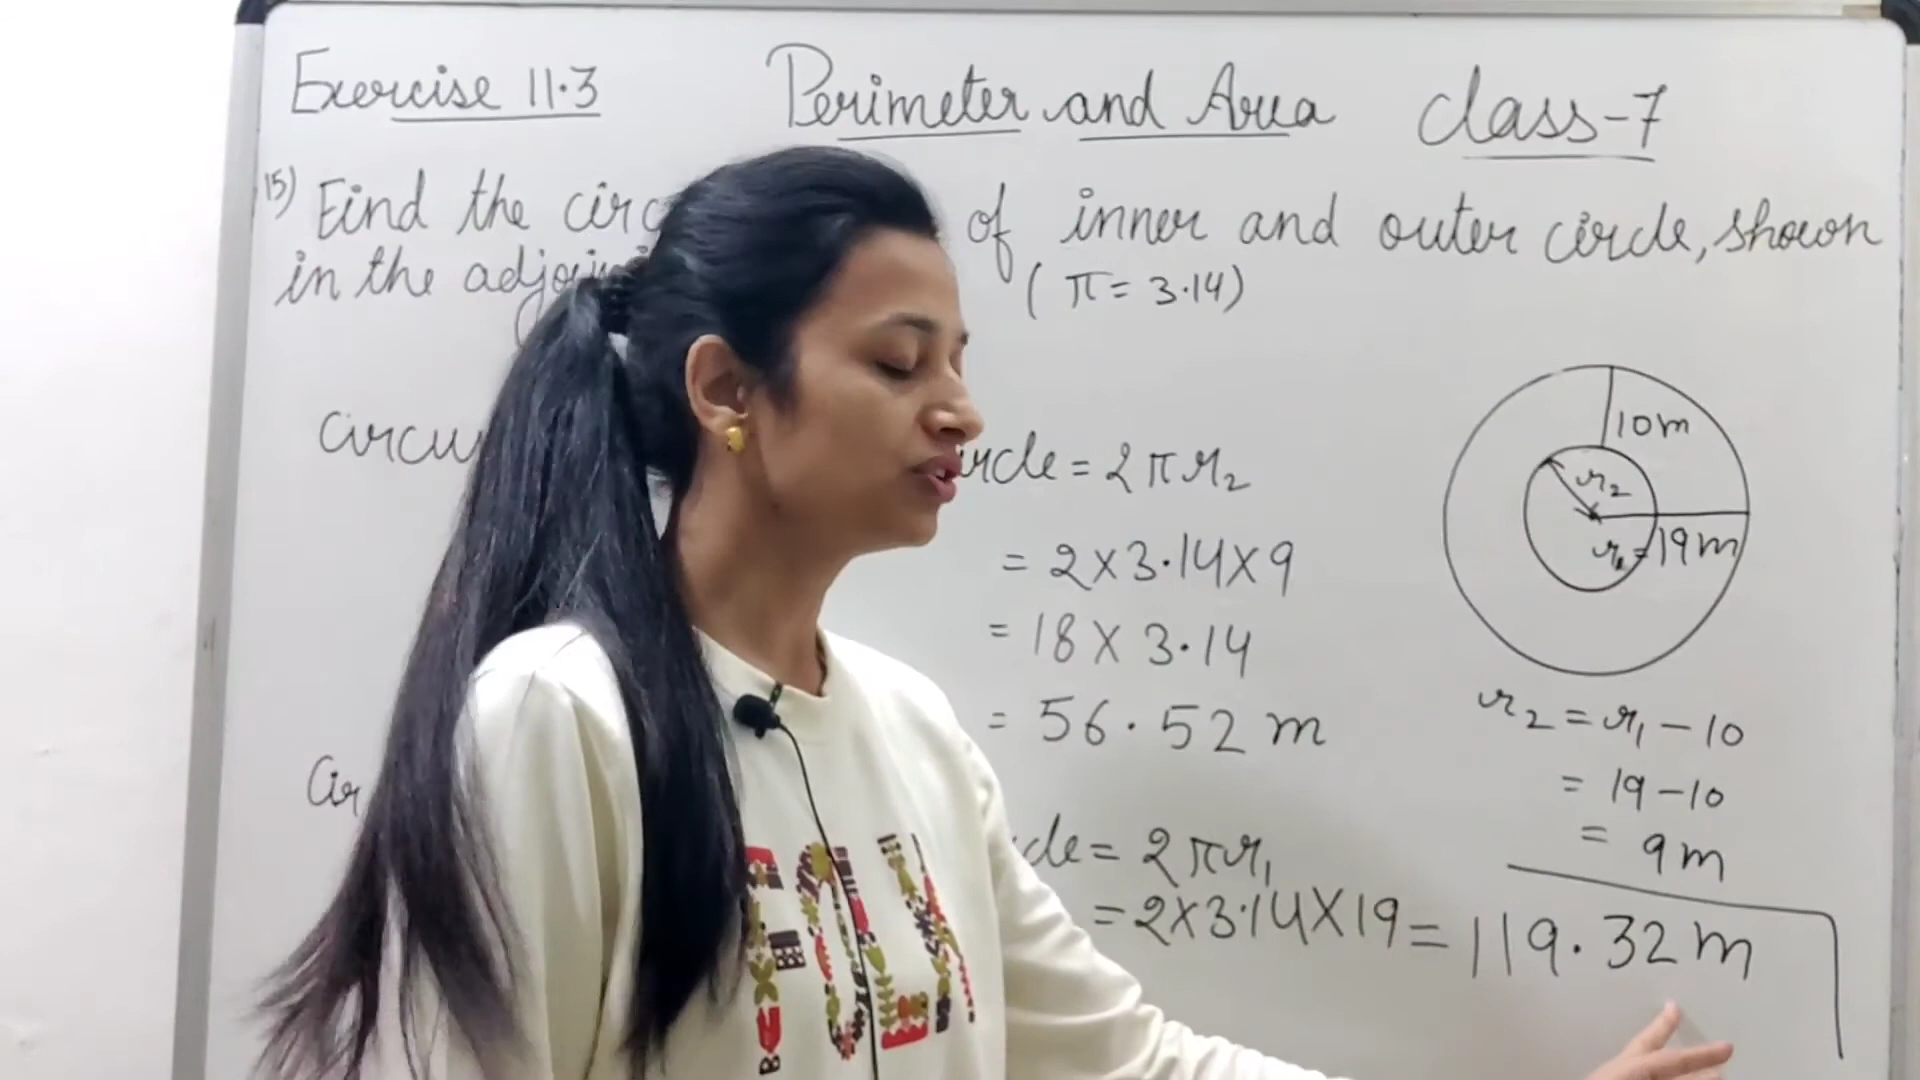 Exercise 11.3 Perimeter and Area class-7
15) Find the circ of inner and outer circle, shown
in the adjoin (π = 3.14)
circu ircle = 2πr₂
= 2×3.14×9
= 18×3.14
= 56.52 m
Cir cle = 2πr₁
= 2×3.14×19 = 119.32 m
10m
r₂
r₁=19m
r₂ = r₁ - 10
= 19-10
= 9m